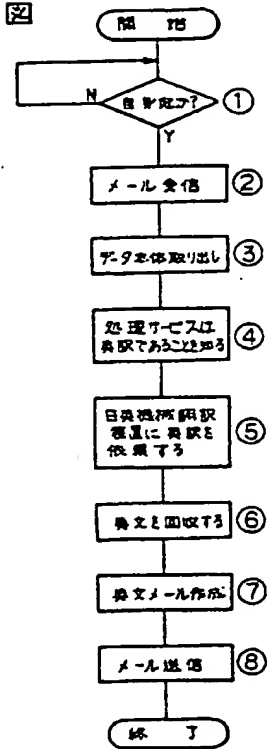 図
開 始
N
自 宛か?
①
Y
メール受信
②
データ本体取り出し
③
処理サービスは
英訳であることを知る
④
日英機械翻訳
装置に英訳を
依頼する
⑤
英文を回収する
⑥
英文メール作成
⑦
メール送信
⑧
終 了